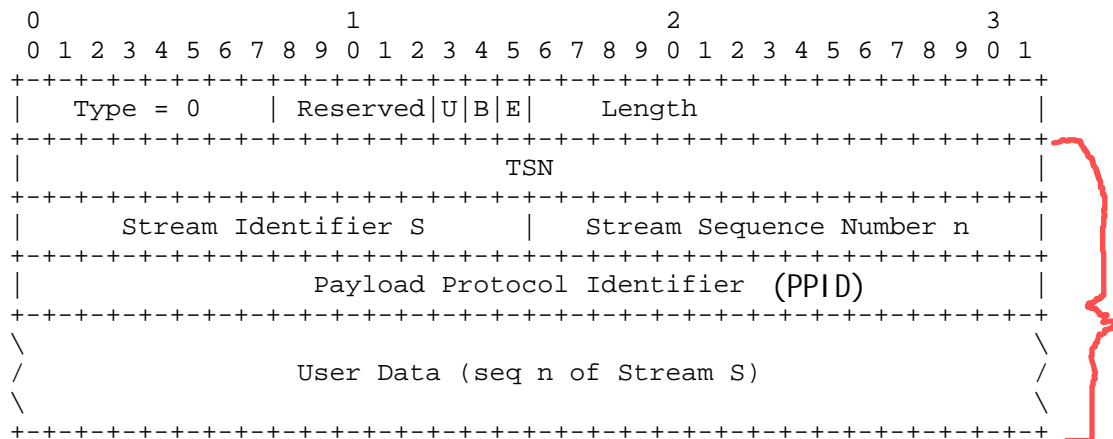 0                   1                   2                   3
0 1 2 3 4 5 6 7 8 9 0 1 2 3 4 5 6 7 8 9 0 1 2 3 4 5 6 7 8 9 0 1
+-+-+-+-+-+-+-+-+-+-+-+-+-+-+-+-+-+-+-+-+-+-+-+-+-+-+-+-+-+-+-+-+
|   Type = 0    | Reserved|U|B|E|    Length                     |
+-+-+-+-+-+-+-+-+-+-+-+-+-+-+-+-+-+-+-+-+-+-+-+-+-+-+-+-+-+-+-+-+
|                              TSN                              |
+-+-+-+-+-+-+-+-+-+-+-+-+-+-+-+-+-+-+-+-+-+-+-+-+-+-+-+-+-+-+-+-+
|      Stream Identifier S      |   Stream Sequence Number n    |
+-+-+-+-+-+-+-+-+-+-+-+-+-+-+-+-+-+-+-+-+-+-+-+-+-+-+-+-+-+-+-+-+
|                  Payload Protocol Identifier (PPID)           |
+-+-+-+-+-+-+-+-+-+-+-+-+-+-+-+-+-+-+-+-+-+-+-+-+-+-+-+-+-+-+-+-+
\                                                               \
/                 User Data (seq n of Stream S)                 /
\                                                               \
+-+-+-+-+-+-+-+-+-+-+-+-+-+-+-+-+-+-+-+-+-+-+-+-+-+-+-+-+-+-+-+-+